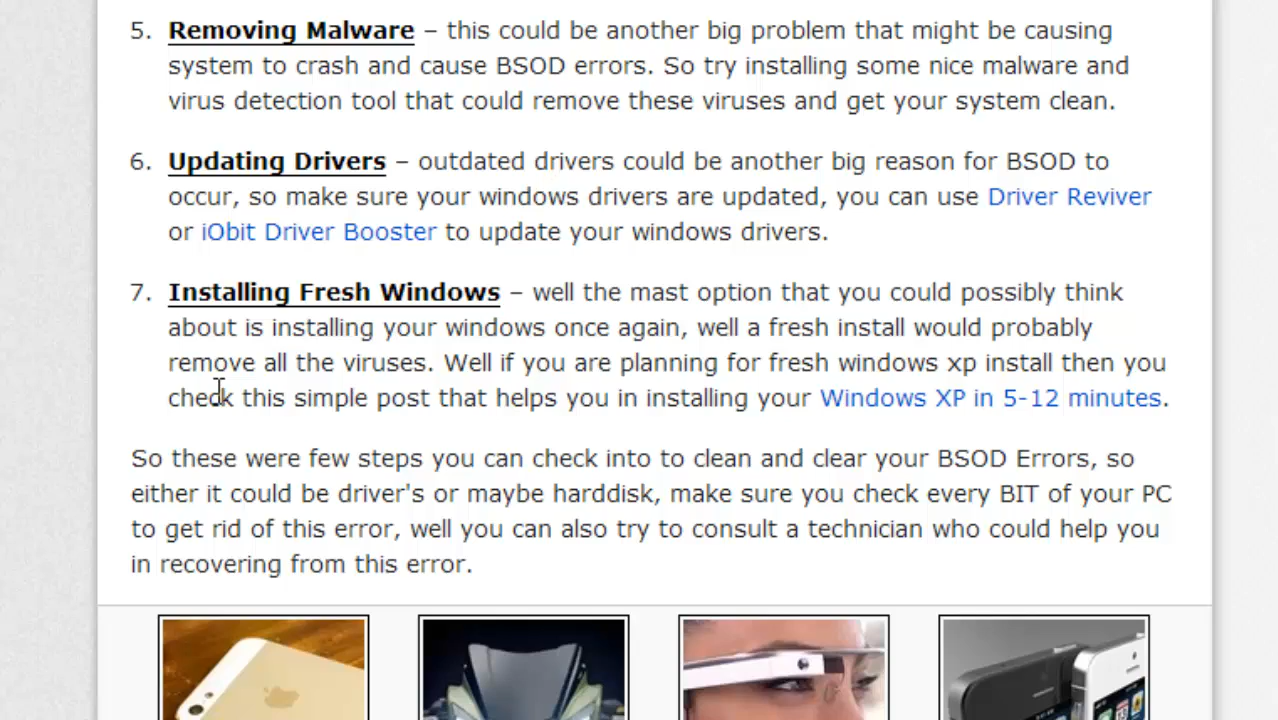 5. Removing Malware – this could be another big problem that might be causing
system to crash and cause BSOD errors. So try installing some nice malware and
virus detection tool that could remove these viruses and get your system clean.
6. Updating Drivers – outdated drivers could be another big reason for BSOD to
occur, so make sure your windows drivers are updated, you can use Driver Reviver
or iObit Driver Booster to update your windows drivers.
7. Installing Fresh Windows – well the mast option that you could possibly think
about is installing your windows once again, well a fresh install would probably
remove all the viruses. Well if you are planning for fresh windows xp install then you
check this simple post that helps you in installing your Windows XP in 5-12 minutes.
So these were few steps you can check into to clean and clear your BSOD Errors, so
either it could be driver's or maybe harddisk, make sure you check every BIT of your PC
to get rid of this error, well you can also try to consult a technician who could help you
in recovering from this error.